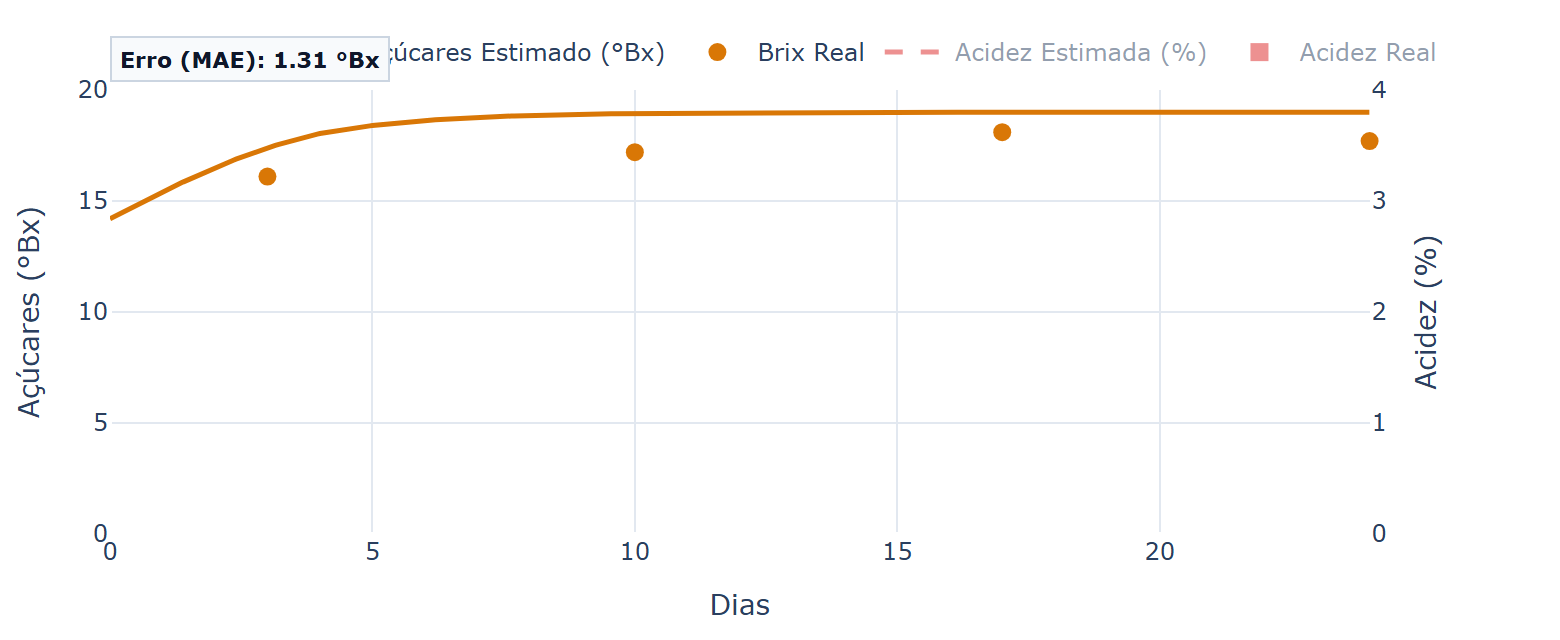 Erro (MAE): 1.31 °Bx çúcares Estimado (°Bx) Brix Real Acidez Estimada (%) Acidez Real
20
15
10
5
0
4
3
2
1
0
Açúcares (°Bx)
Acidez (%)
0 5 10 15 20
Dias